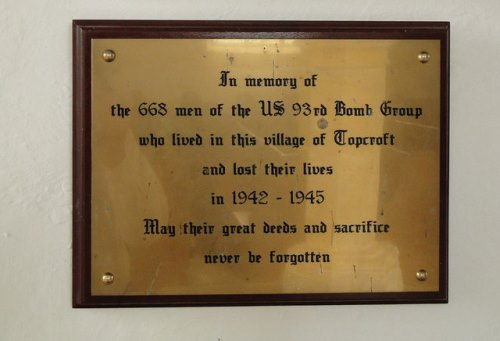 In memory of
the 668 men of the US 93rd Bomb Group
who lived in this village of Topcroft
and lost their lives
in 1942 - 1945
May their great deeds and sacrifice
never be forgotten